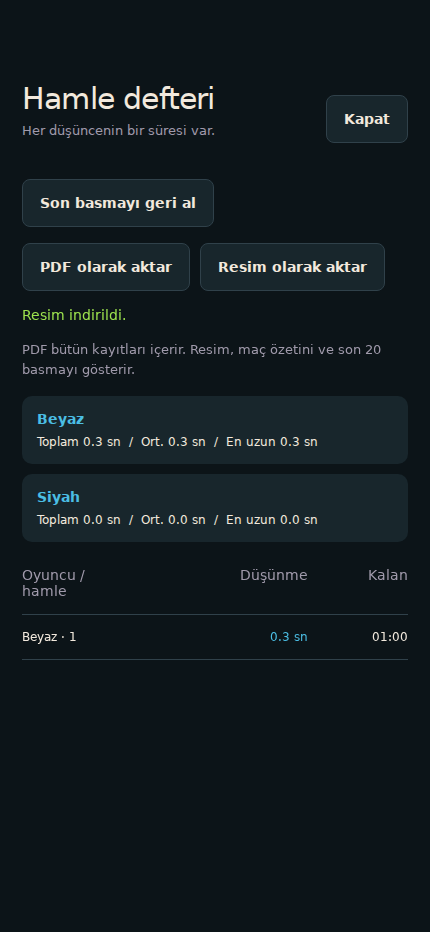 Hamle defteri
Her düşüncenin bir süresi var.
Kapat
Son basmayı geri al
PDF olarak aktar
Resim olarak aktar
Resim indirildi.
PDF bütün kayıtları içerir. Resim, maç özetini ve son 20
basmayı gösterir.
Beyaz
Toplam 0.3 sn / Ort. 0.3 sn / En uzun 0.3 sn
Siyah
Toplam 0.0 sn / Ort. 0.0 sn / En uzun 0.0 sn
Oyuncu / Düşünme Kalan
hamle
Beyaz · 1 0.3 sn 01:00